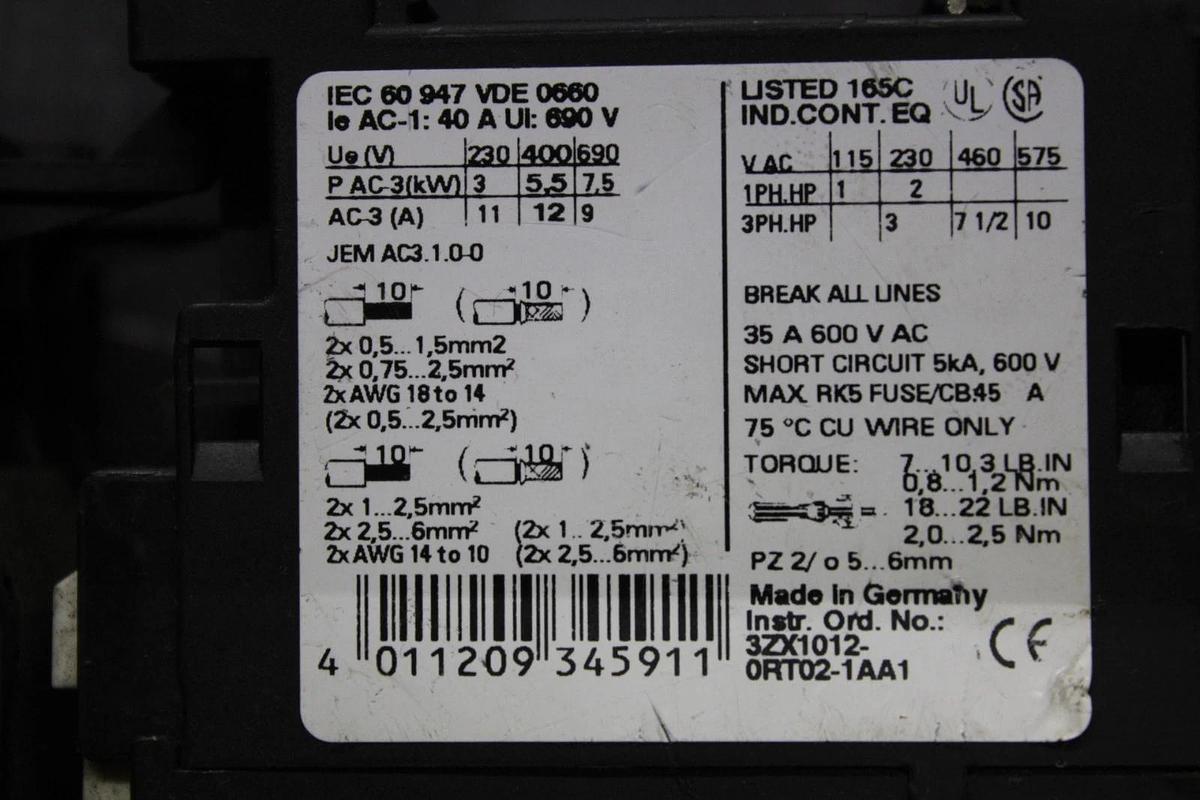 IEC 60 947 VDE 0660
Ie AC-1: 40 A UI: 690 V
Ue (V) 230 400 690
P AC-3(kW) 3 5,5 7,5
AC-3 (A) 11 12 9
JEM AC3.1.0-0
10 ( 10 )
2x 0,5...1,5mm2
2x 0,75...2,5mm²
2x AWG 18 to 14
(2x 0,5...2,5mm²)
10 ( 10 )
2x 1...2,5mm²
2x 2,5...6mm² (2x 1...2,5mm²)
2x AWG 14 to 10 (2x 2,5...6mm²)
4 011209 345911
LISTED 165C UL SA
IND.CONT. EQ
V AC 115 230 460 575
1PH.HP 1 2
3PH.HP 3 7 1/2 10
BREAK ALL LINES
35 A 600 V AC
SHORT CIRCUIT 5kA, 600 V
MAX. RK5 FUSE/CB:45 A
75 °C CU WIRE ONLY
TORQUE: 7...10,3 LB.IN
0,8...1,2 Nm
18...22 LB.IN
2,0...2,5 Nm
PZ 2/ o 5...6mm
Made in Germany
Instr. Ord. No.:
3ZX1012-
0RT02-1AA1
CE